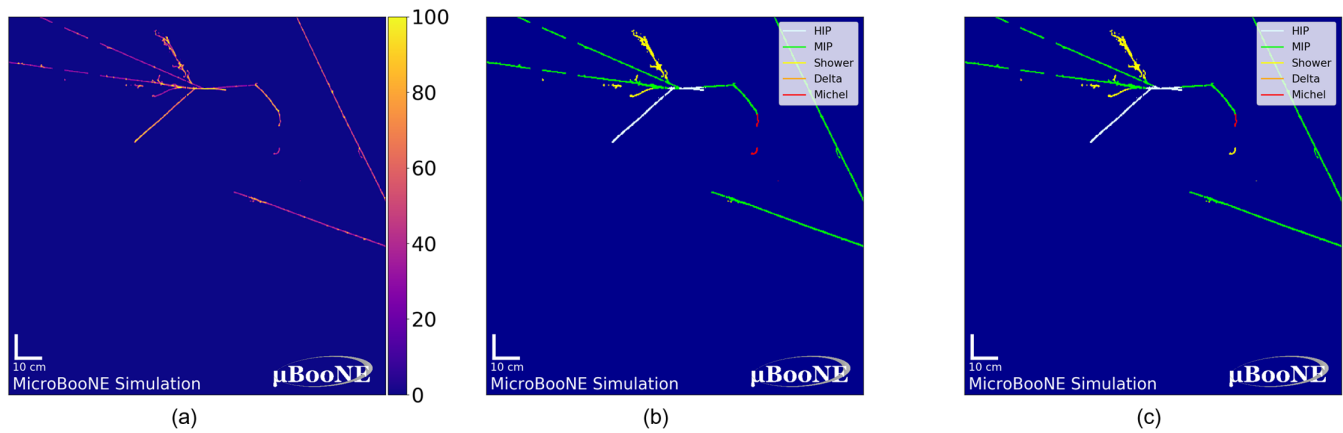 100
80
60
40
20
0
10 cm
MicroBooNE Simulation
µBooNE
(a)
HIP
MIP
Shower
Delta
Michel
10 cm
MicroBooNE Simulation
µBooNE
(b)
HIP
MIP
Shower
Delta
Michel
10 cm
MicroBooNE Simulation
µBooNE
(c)